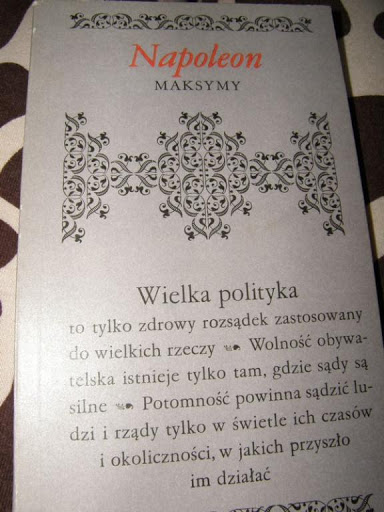 Napoleon
MAKSYMY
Wielka polityka
to tylko zdrowy rozsądek zastosowany
do wielkich rzeczy ❧ Wolność obywa-
telska istnieje tylko tam, gdzie sądy są
silne ❧ Potomność powinna sądzić lu-
dzi i rządy tylko w świetle ich czasów
i okoliczności, w jakich przyszło
im działać